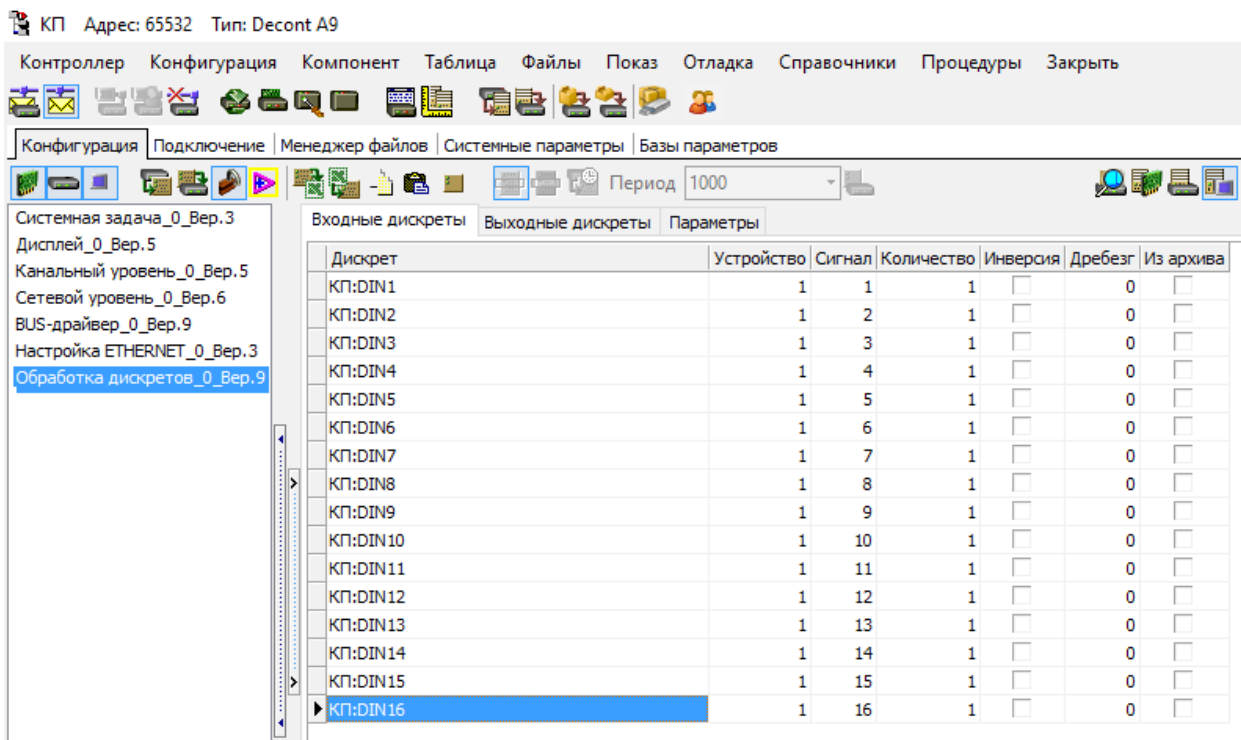 КП Адрес: 65532 Тип: Decont A9
Контроллер Конфигурация Компонент Таблица Файлы Показ Отладка Справочники Процедуры Закрыть
Конфигурация Подключение Менеджер файлов Системные параметры Базы параметров
Период 1000
Системная задача_0_Вер.3
Дисплей_0_Вер.5
Канальный уровень_0_Вер.5
Сетевой уровень_0_Вер.6
BUS-драйвер_0_Вер.9
Настройка ETHERNET_0_Вер.3
Обработка дискретов_0_Вер.9
Входные дискреты Выходные дискреты Параметры
Дискрет Устройство Сигнал Количество Инверсия Дребезг Из архива
КП:DIN1 1 1 1 0
КП:DIN2 1 2 1 0
КП:DIN3 1 3 1 0
КП:DIN4 1 4 1 0
КП:DIN5 1 5 1 0
КП:DIN6 1 6 1 0
КП:DIN7 1 7 1 0
КП:DIN8 1 8 1 0
КП:DIN9 1 9 1 0
КП:DIN10 1 10 1 0
КП:DIN11 1 11 1 0
КП:DIN12 1 12 1 0
КП:DIN13 1 13 1 0
КП:DIN14 1 14 1 0
КП:DIN15 1 15 1 0
КП:DIN16 1 16 1 0